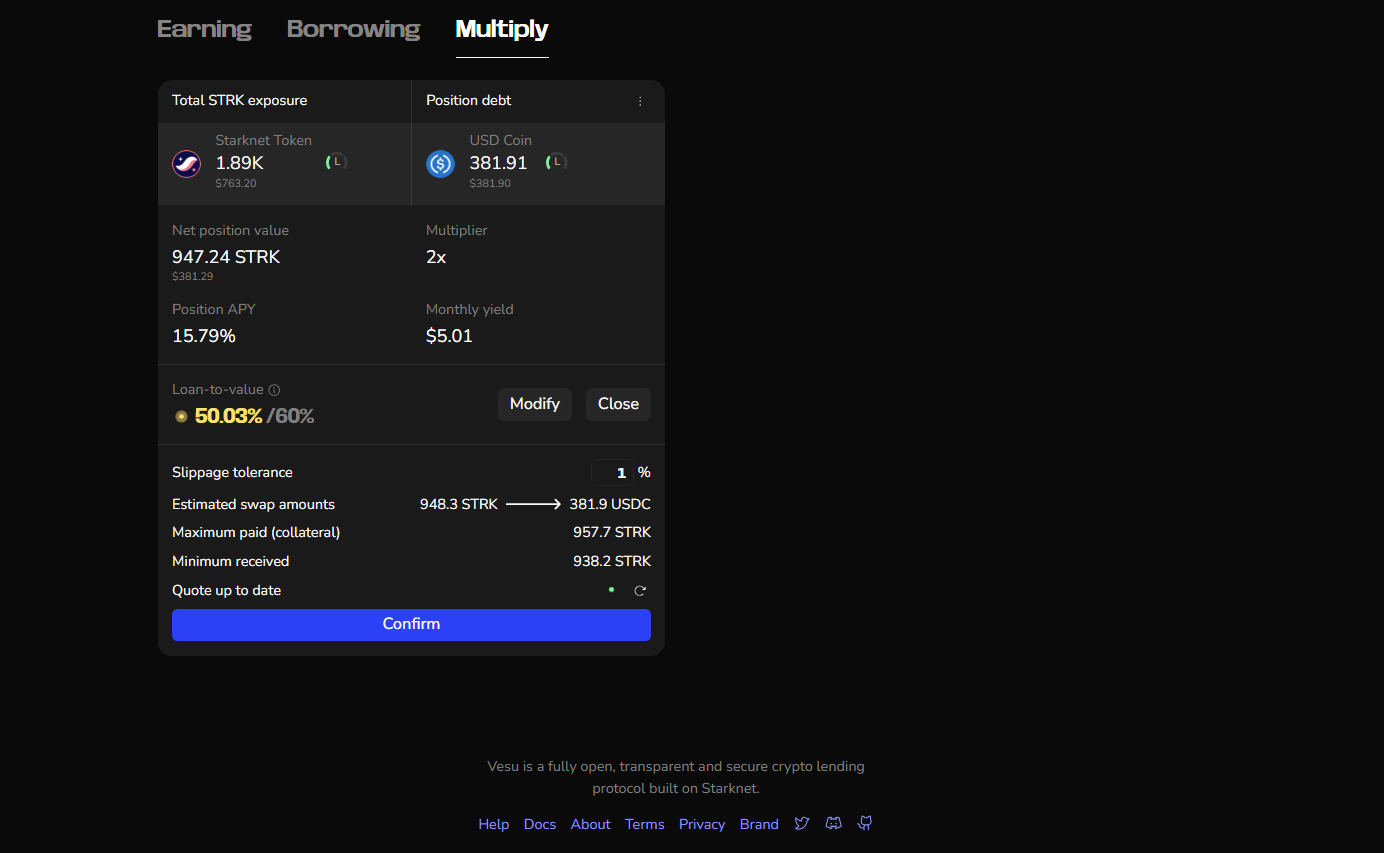 Earning Borrowing Multiply
Total STRK exposure
Position debt
Starknet Token
1.89K L
$763.20
USD Coin
381.91 L
$381.90
Net position value
947.24 STRK
$381.29
Multiplier
2x
Position APY
15.79%
Monthly yield
$5.01
Loan-to-value
50.03% /60%
Modify Close
Slippage tolerance 1 %
Estimated swap amounts 948.3 STRK 381.9 USDC
Maximum paid (collateral) 957.7 STRK
Minimum received 938.2 STRK
Quote up to date
Confirm
Vesu is a fully open, transparent and secure crypto lending
protocol built on Starknet.
Help Docs About Terms Privacy Brand